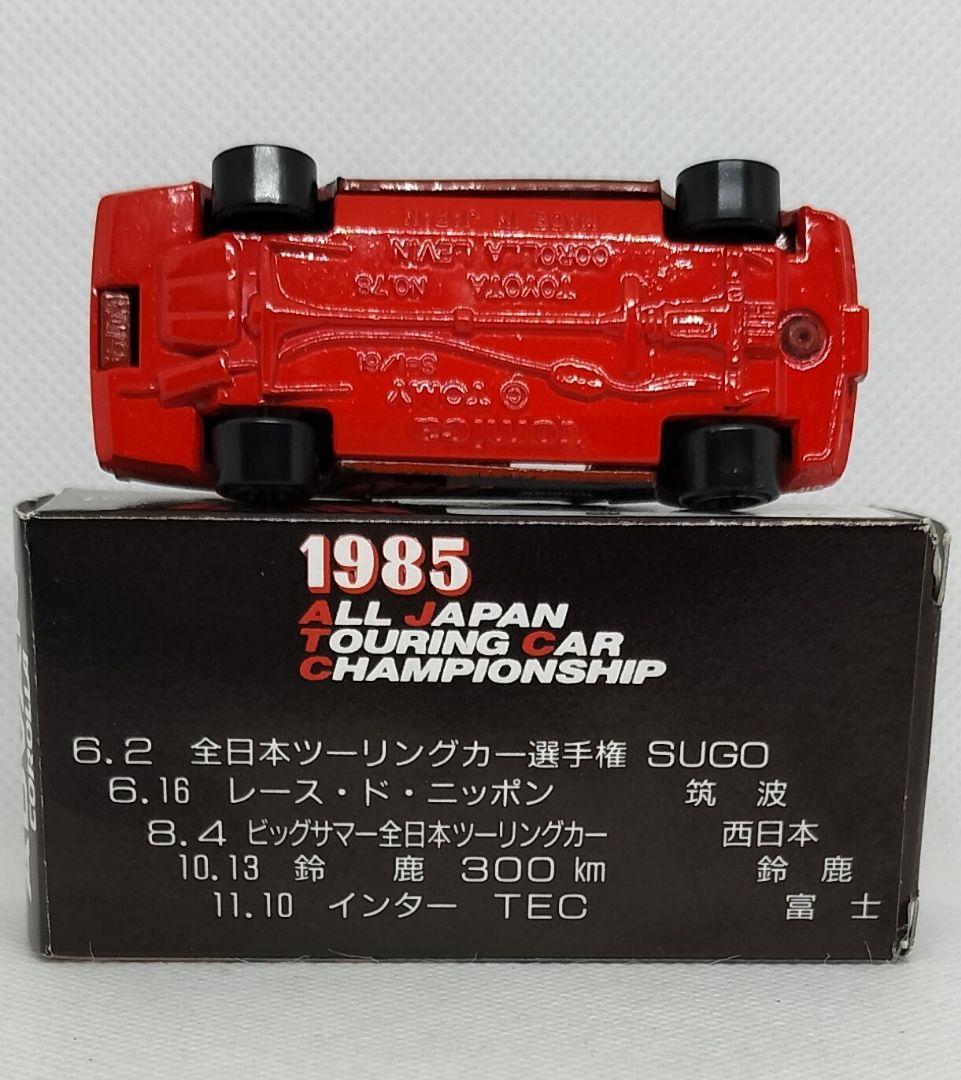 MADE IN JAPAN
COROLLA LEVIN
TOYOTA NO.78
S=1/61
© TOMY
tomica
1985
ALL JAPAN
TOURING CAR
CHAMPIONSHIP
6.2 全日本ツーリングカー選手権 SUGO
6.16 レース・ド・ニッポン 筑波
8.4 ビッグサマー全日本ツーリングカー 西日本
10.13 鈴鹿 300 km 鈴鹿
11.10 インター TEC 富士